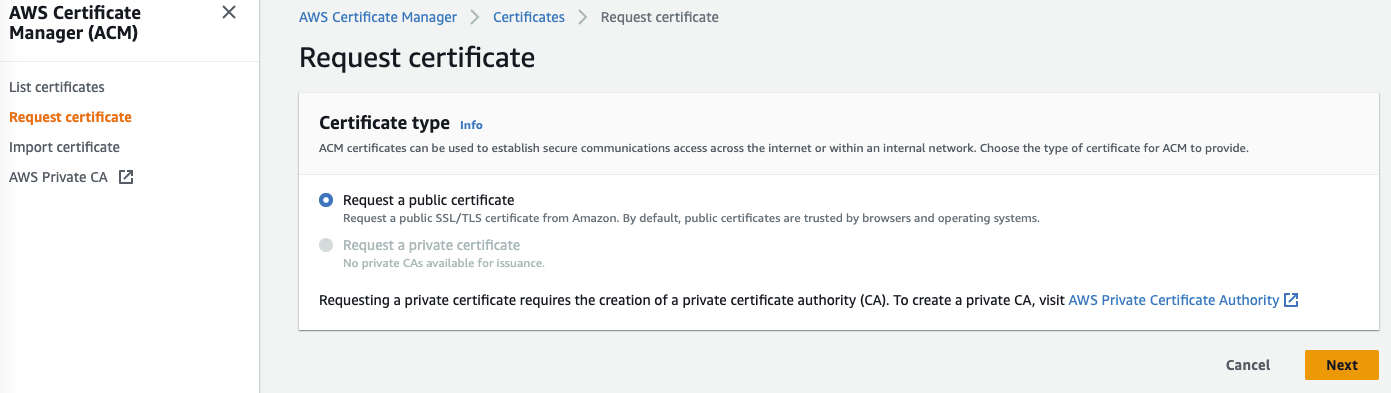 AWS Certificate
Manager (ACM)
List certificates
Request certificate
Import certificate
AWS Private CA
AWS Certificate Manager > Certificates > Request certificate
Request certificate
Certificate type Info
ACM certificates can be used to establish secure communications access across the internet or within an internal network. Choose the type of certificate for ACM to provide.
Request a public certificate
Request a public SSL/TLS certificate from Amazon. By default, public certificates are trusted by browsers and operating systems.
Request a private certificate
No private CAs available for issuance.
Requesting a private certificate requires the creation of a private certificate authority (CA). To create a private CA, visit AWS Private Certificate Authority
Cancel Next